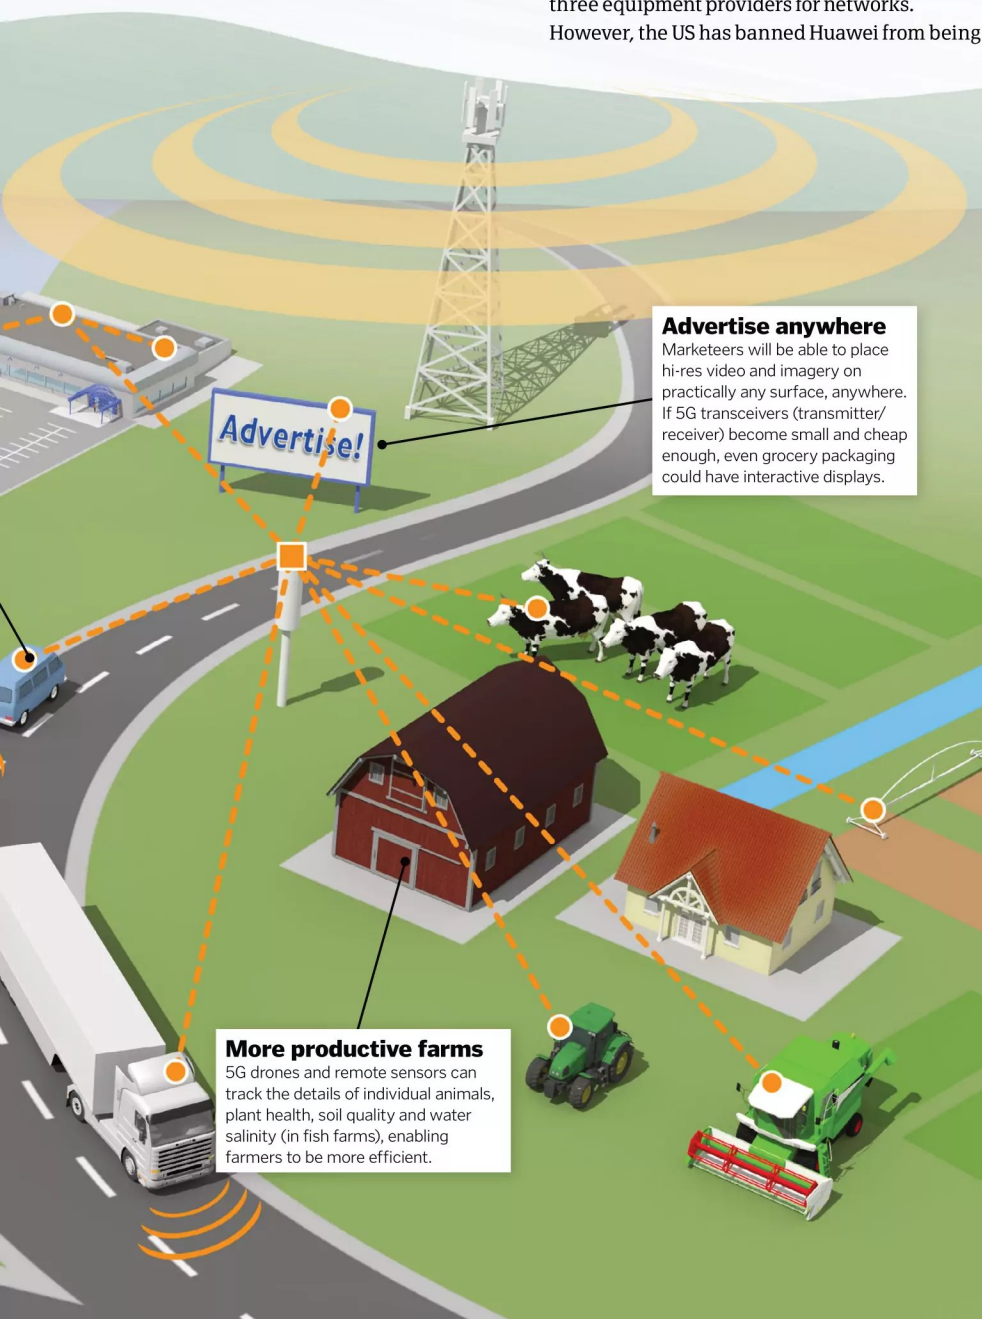 three equipment providers for networks.
However, the US has banned Huawei from being
Advertise anywhere
Marketeers will be able to place
hi-res video and imagery on
practically any surface, anywhere.
If 5G transceivers (transmitter/
receiver) become small and cheap
enough, even grocery packaging
could have interactive displays.
Advertise!
More productive farms
5G drones and remote sensors can
track the details of individual animals,
plant health, soil quality and water
salinity (in fish farms), enabling
farmers to be more efficient.